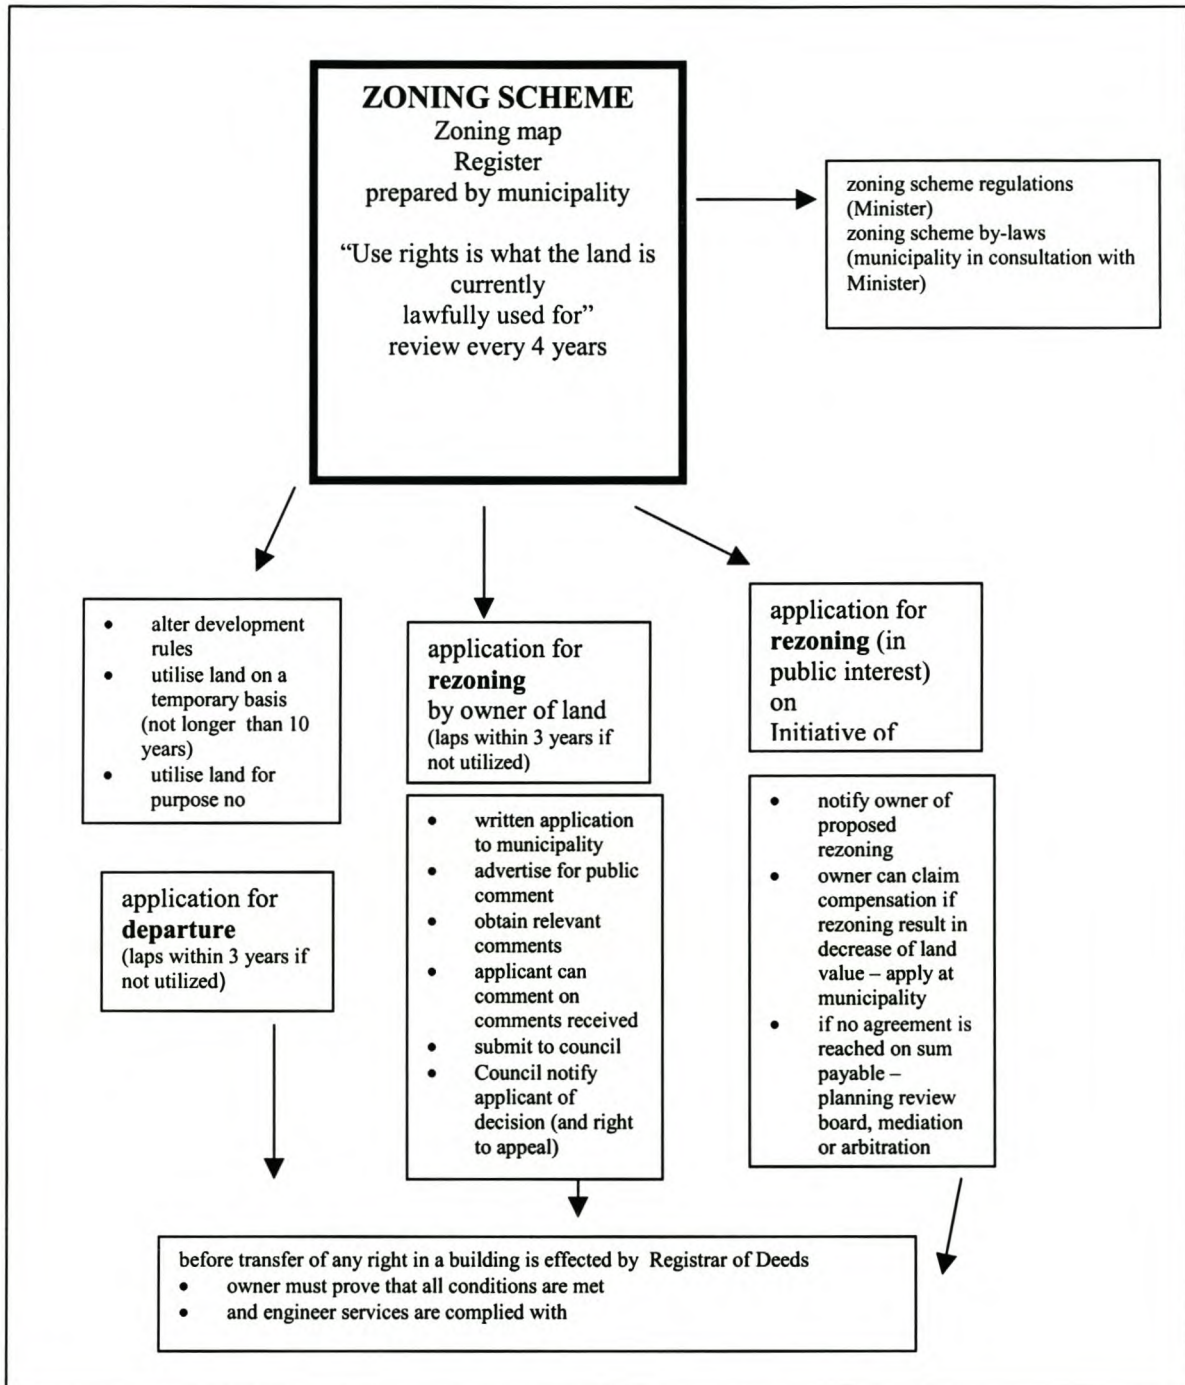 ZONING SCHEME
Zoning map
Register
prepared by municipality
“Use rights is what the land is
currently
lawfully used for”
review every 4 years
zoning scheme regulations
(Minister)
zoning scheme by-laws
(municipality in consultation with
Minister)
• alter development
rules
• utilise land on a
temporary basis
(not longer than 10
years)
• utilise land for
purpose no
application for
departure
(laps within 3 years if
not utilized)
application for
rezoning
by owner of land
(laps within 3 years if
not utilized)
• written application
to municipality
• advertise for public
comment
• obtain relevant
comments
• applicant can
comment on
comments received
• submit to council
• Council notify
applicant of
decision (and right
to appeal)
application for
rezoning (in
public interest)
on
Initiative of
• notify owner of
proposed
rezoning
• owner can claim
compensation if
rezoning result in
decrease of land
value – apply at
municipality
• if no agreement is
reached on sum
payable –
planning review
board, mediation
or arbitration
before transfer of any right in a building is effected by Registrar of Deeds
• owner must prove that all conditions are met
• and engineer services are complied with